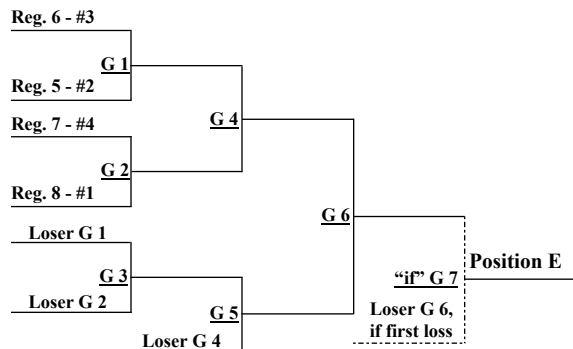 Reg. 6 - #3
G 1
Reg. 5 - #2
G 4
Reg. 7 - #4
G 2
Reg. 8 - #1
G 6
Loser G 1
G 3
Loser G 2
G 5
Loser G 4
Position E
“if” G 7
Loser G 6,
if first loss